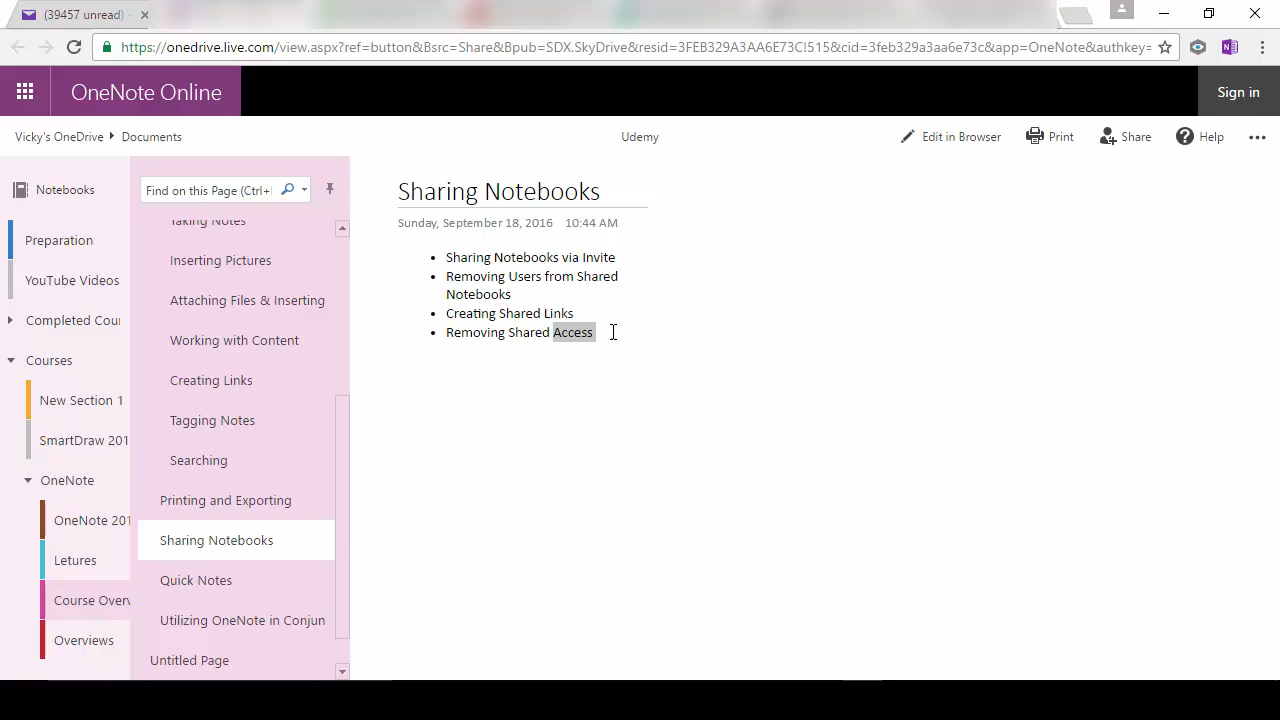 (39457 unread)
https://onedrive.live.com/view.aspx?ref=button&Bsrc=Share&Bpub=SDX.SkyDrive&resid=3FEB329A3AA6E73C!515&cid=3feb329a3aa6e73c&app=OneNote&authkey=
OneNote Online
Sign in
Vicky's OneDrive Documents
Udemy
Edit in Browser
Print
Share
Help
Notebooks
Preparation
YouTube Videos
Completed Cou
Courses
New Section 1
SmartDraw 201
OneNote
OneNote 201
Letures
Course Overv
Overviews
Find on this Page (Ctrl+
Taking Notes
Inserting Pictures
Attaching Files & Inserting
Working with Content
Creating Links
Tagging Notes
Searching
Printing and Exporting
Sharing Notebooks
Quick Notes
Utilizing OneNote in Conjun
Untitled Page
Sharing Notebooks
Sunday, September 18, 2016 10:44 AM
• Sharing Notebooks via Invite
• Removing Users from Shared
Notebooks
• Creating Shared Links
• Removing Shared Access